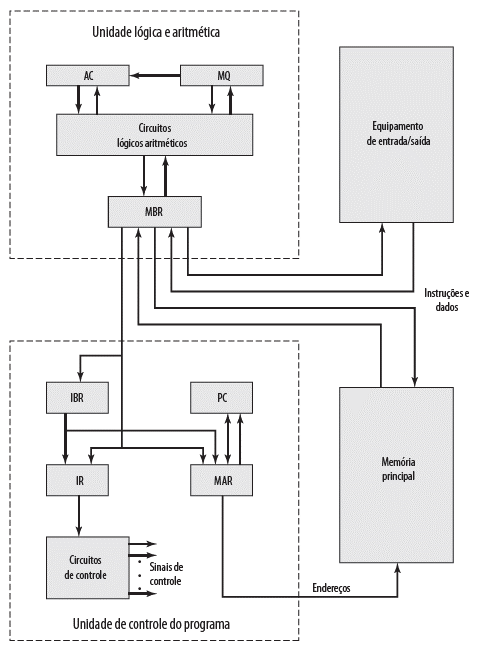 Unidade lógica e aritmética
AC
MQ
Circuitos
lógicos aritméticos
MBR
Equipamento
de entrada/saída
Instruções e
dados
IBR
PC
IR
MAR
Memória
principal
Circuitos
de controle
Sinais de
controle
Endereços
Unidade de controle do programa